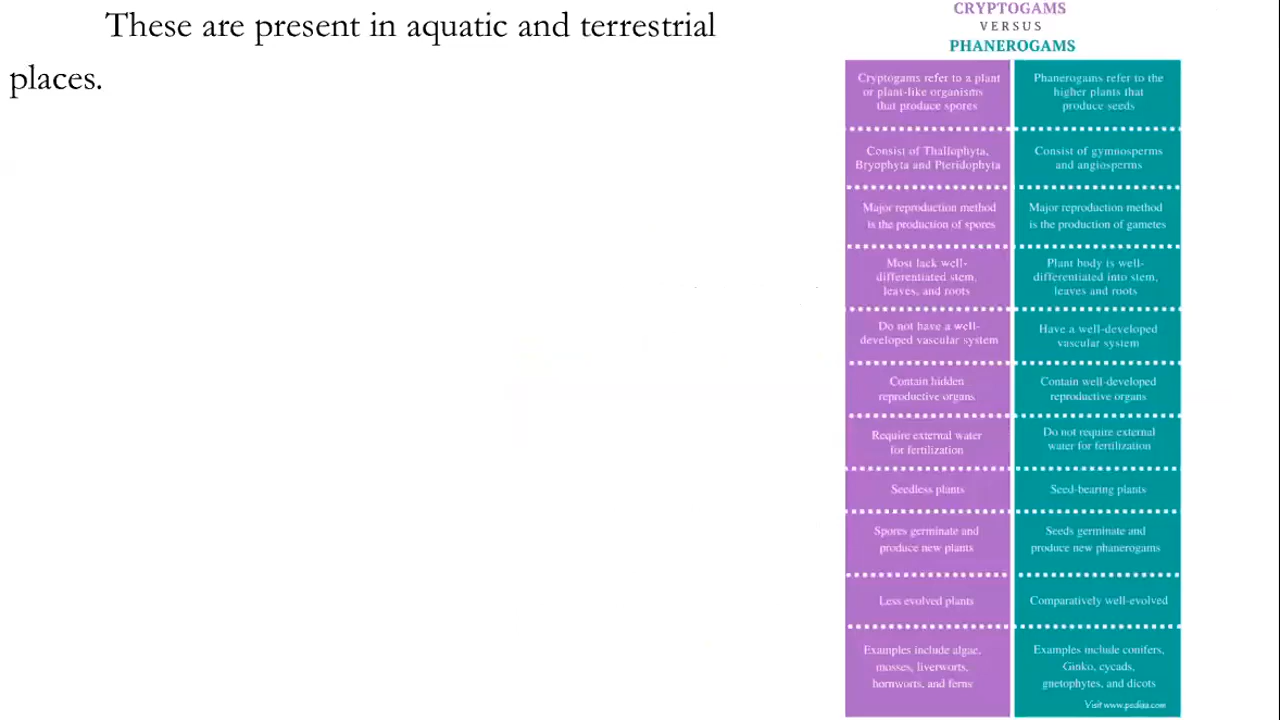 These are present in aquatic and terrestrial
places.
CRYPTOGAMS
VERSUS
PHANEROGAMS
Cryptogams refer to a plant
or plant-like organisms
that produce spores
Phanerogams refer to the
higher plants that
produce seeds
Consist of Thallophyta,
Bryophyta and Pteridophyta
Consist of gymnosperms
and angiosperms
Major reproduction method
is the production of spores
Major reproduction method
is the production of gametes
Most lack well-
differentiated stem,
leaves, and roots
Plant body is well-
differentiated into stem,
leaves and roots
Do not have a well-
developed vascular system
Have a well-developed
vascular system
Contain hidden
reproductive organs
Contain well-developed
reproductive organs
Require external water
for fertilization
Do not require external
water for fertilization
Seedless plants
Seed-bearing plants
Spores germinate and
produce new plants
Seeds germinate and
produce new phanerogams
Less evolved plants
Comparatively well-evolved
Examples include algae,
mosses, liverworts,
hornworts, and ferns
Examples include conifers,
Ginko, cycads,
gnetophytes, and dicots
Visit www.pediaa.com